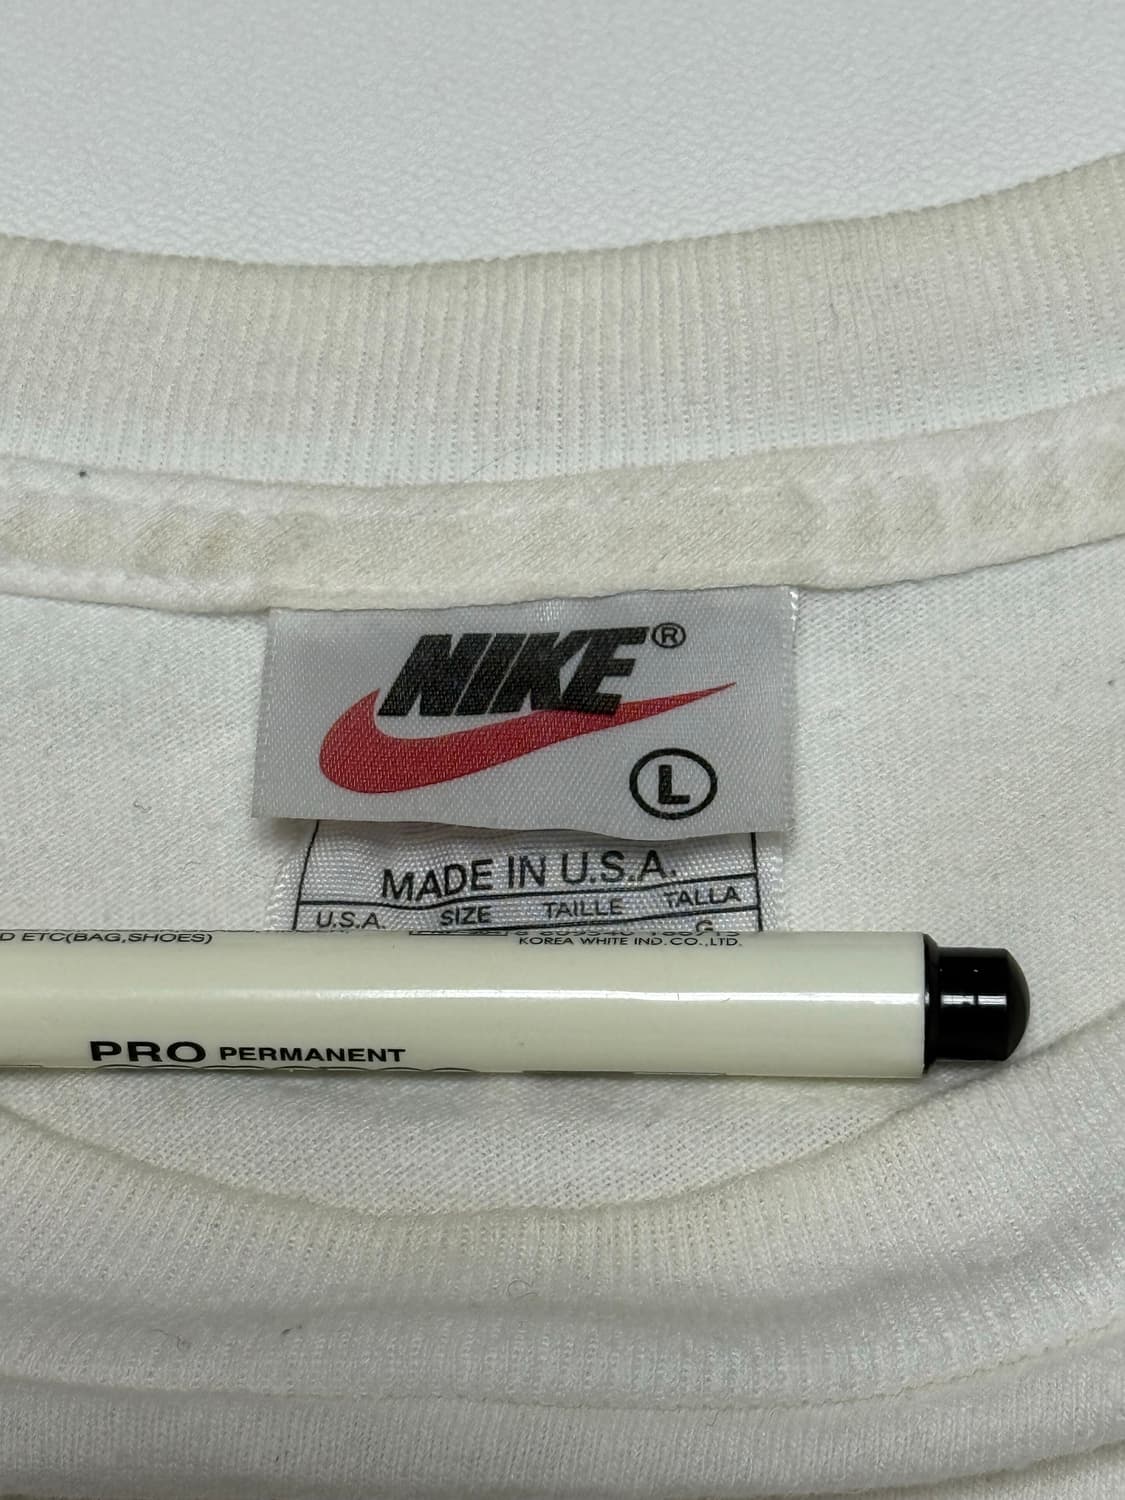 NIKE®
L
MADE IN U.S.A.
U.S.A. SIZE TAILLE TALLA
G
D ETC(BAG,SHOES)
KOREA WHITE IND.CO.,LTD.
PRO PERMANENT